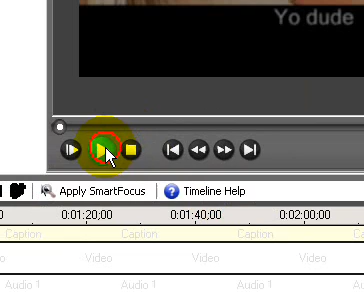 Yo dude
Apply SmartFocus Timeline Help
0:01:20;00 0:01:40;00 0:02:00;00
Caption Caption Caption
Video Video Video
Audio 1 Audio 1 Audio 1